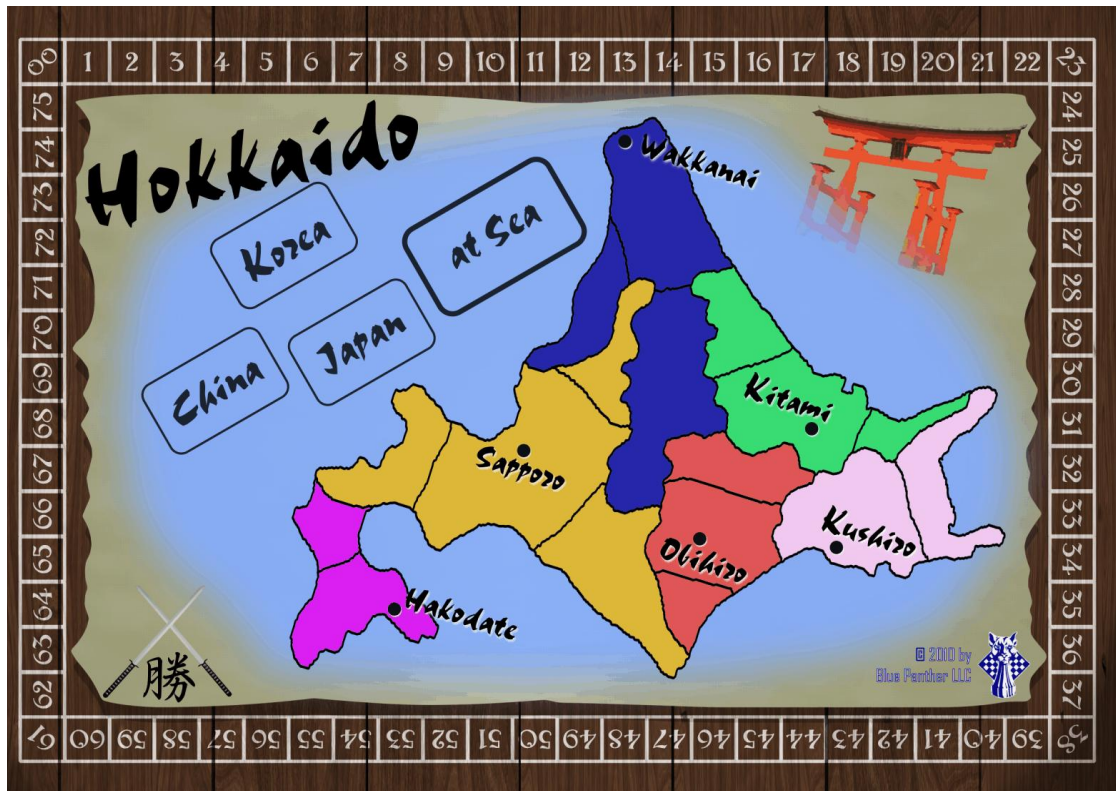 00 1 2 3 4 5 6 7 8 9 10 11 12 13 14 15 16 17 18 19 20 21 22 23
24
25
26
27
28
29
30
31
32
33
34
35
36
37
38
39 40 41 42 43 44 45 46 47 48 49 50 51 52 53 54 55 56 57 58 59 60 61
62
63
64
65
66
67
68
69
70
71
72
73
74
75
Hokkaido
Wakkanai
Korea
at Sea
Japan
China
Kitami
Sapporo
Kushiro
Obihiro
Hakodate
勝
© 2010 by
Blue Panther LLC